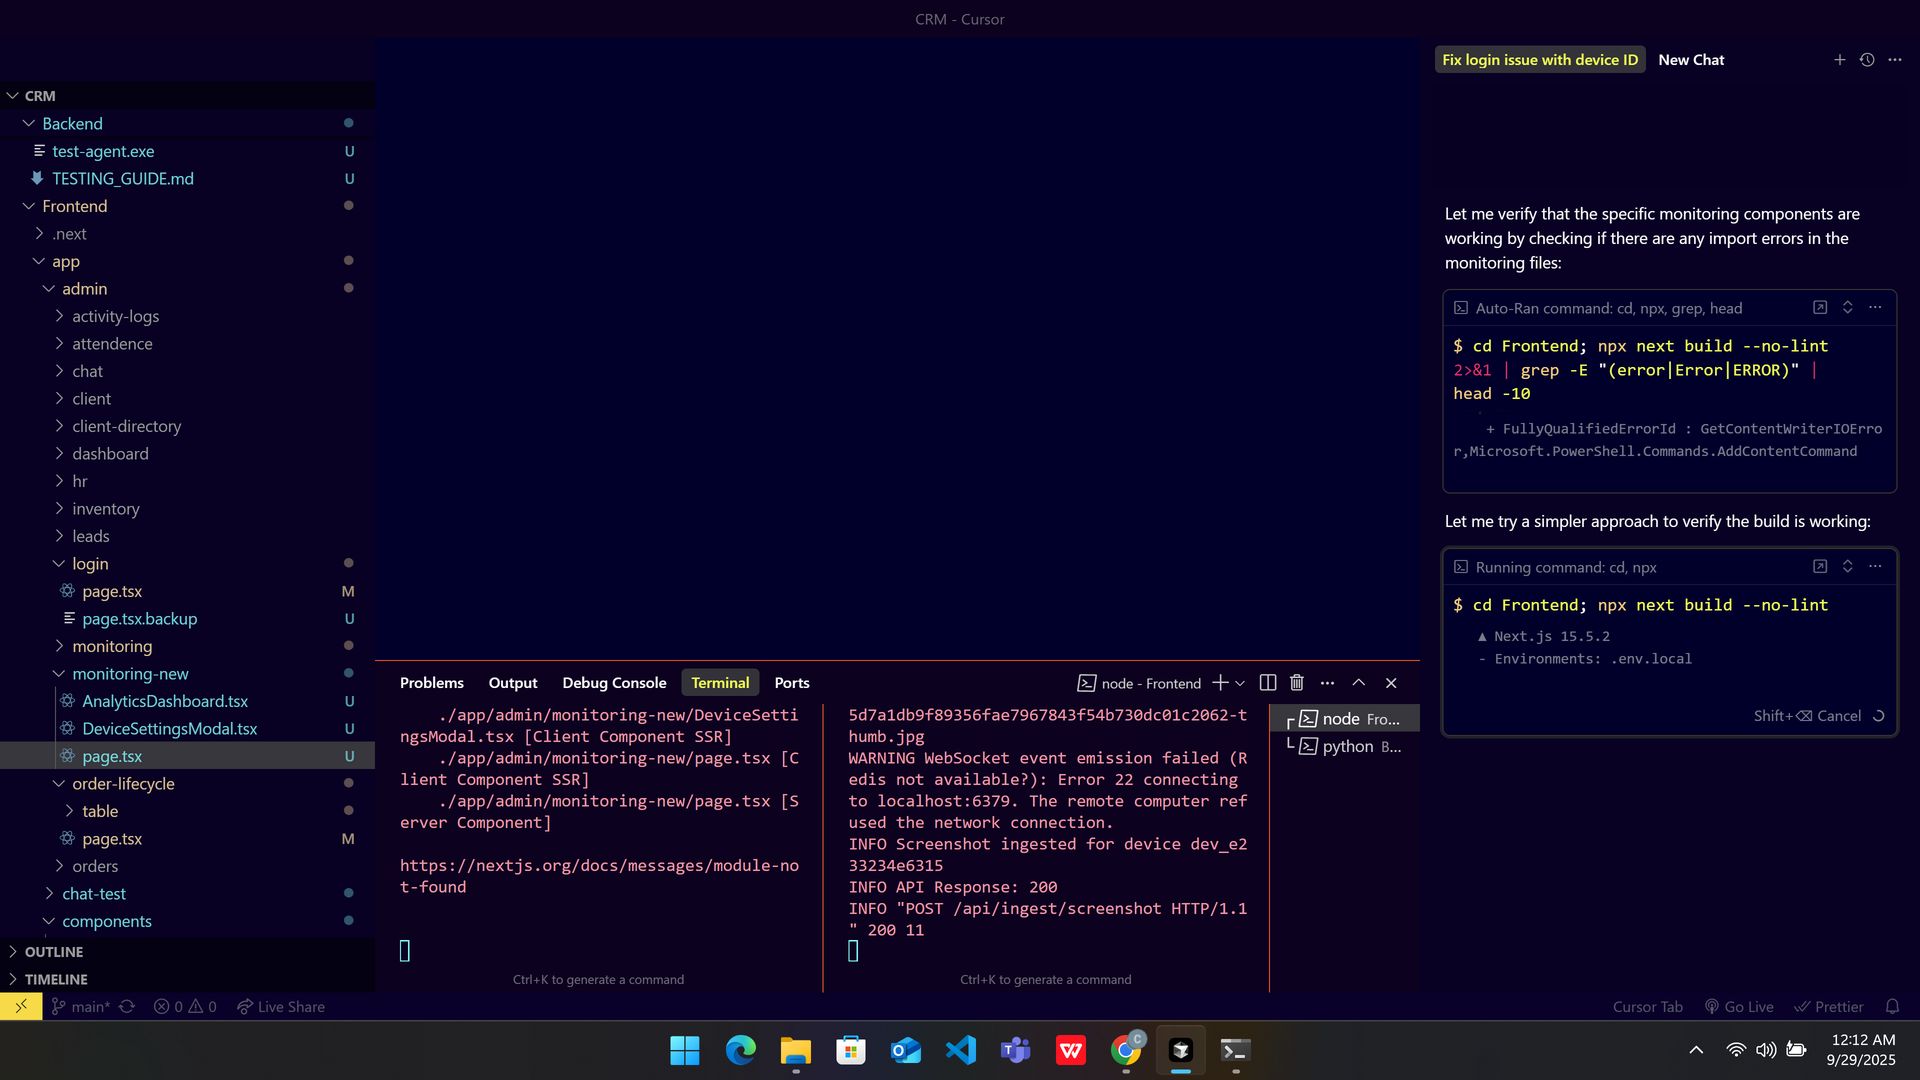 CRM - Cursor
CRM
Backend
test-agent.exe U
TESTING_GUIDE.md U
Frontend
.next
app
admin
activity-logs
attendence
chat
client
client-directory
dashboard
hr
inventory
leads
login
page.tsx M
page.tsx.backup U
monitoring
monitoring-new
AnalyticsDashboard.tsx U
DeviceSettingsModal.tsx U
page.tsx U
order-lifecycle
table
page.tsx M
orders
chat-test
components
OUTLINE
TIMELINE
Problems Output Debug Console Terminal Ports
node - Frontend
./app/admin/monitoring-new/DeviceSetti
ngsModal.tsx [Client Component SSR]
./app/admin/monitoring-new/page.tsx [C
lient Component SSR]
./app/admin/monitoring-new/page.tsx [S
erver Component]
https://nextjs.org/docs/messages/module-no
t-found
Ctrl+K to generate a command
5d7a1db9f89356fae7967843f54b730dc01c2062-t
humb.jpg
WARNING WebSocket event emission failed (R
edis not available?): Error 22 connecting
to localhost:6379. The remote computer ref
used the network connection.
INFO Screenshot ingested for device dev_e2
33234e6315
INFO API Response: 200
INFO "POST /api/ingest/screenshot HTTP/1.1
" 200 11
Ctrl+K to generate a command
node Fro...
python B...
Fix login issue with device ID New Chat
Let me verify that the specific monitoring components are
working by checking if there are any import errors in the
monitoring files:
Auto-Ran command: cd, npx, grep, head
$ cd Frontend; npx next build --no-lint
2>&1 | grep -E "(error|Error|ERROR)" |
head -10
+ FullyQualifiedErrorId : GetContentWriterIOErro
r,Microsoft.PowerShell.Commands.AddContentCommand
Let me try a simpler approach to verify the build is working:
Running command: cd, npx
$ cd Frontend; npx next build --no-lint
▲ Next.js 15.5.2
- Environments: .env.local
Shift+⌫ Cancel
main* 0 0 Live Share
Cursor Tab Go Live Prettier
12:12 AM
9/29/2025